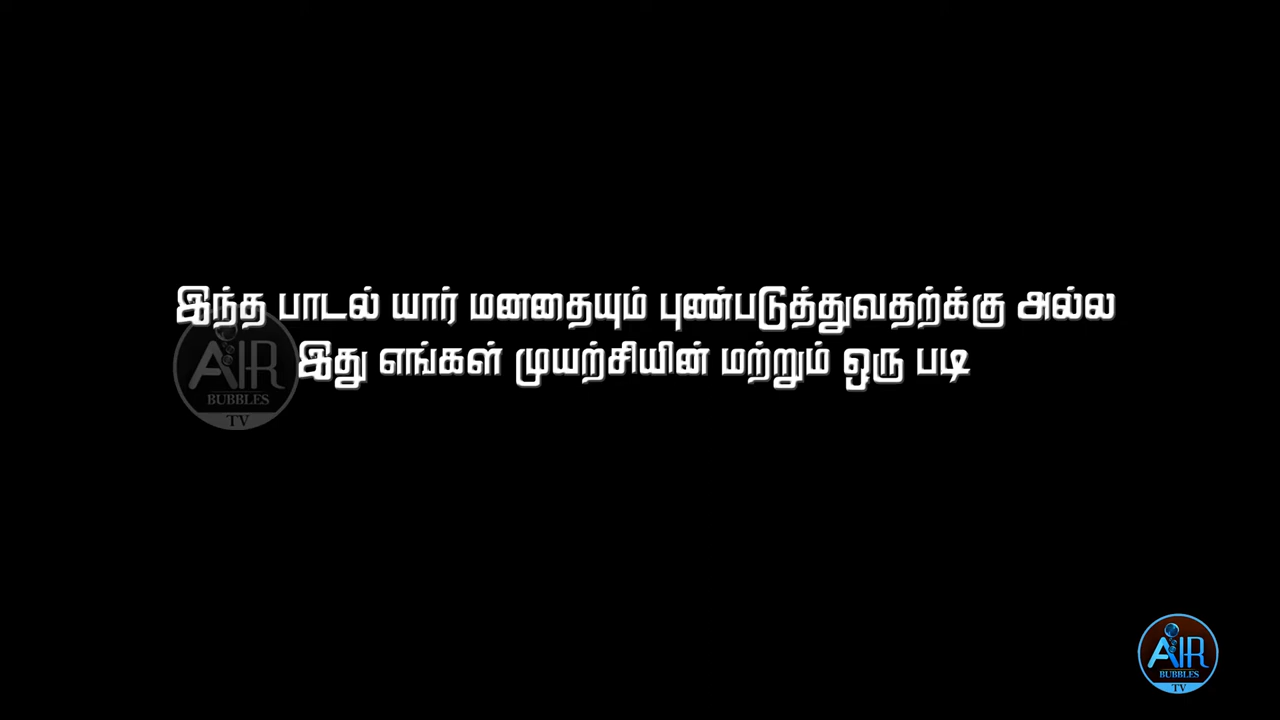 இந்த பாடல் யார் மனதையும் புண்படுத்துவதற்க்கு அல்ல
இது எங்கள் முயற்சியின் மற்றும் ஒரு படி
AIR
BUBBLES
TV
AIR
BUBBLES
TV